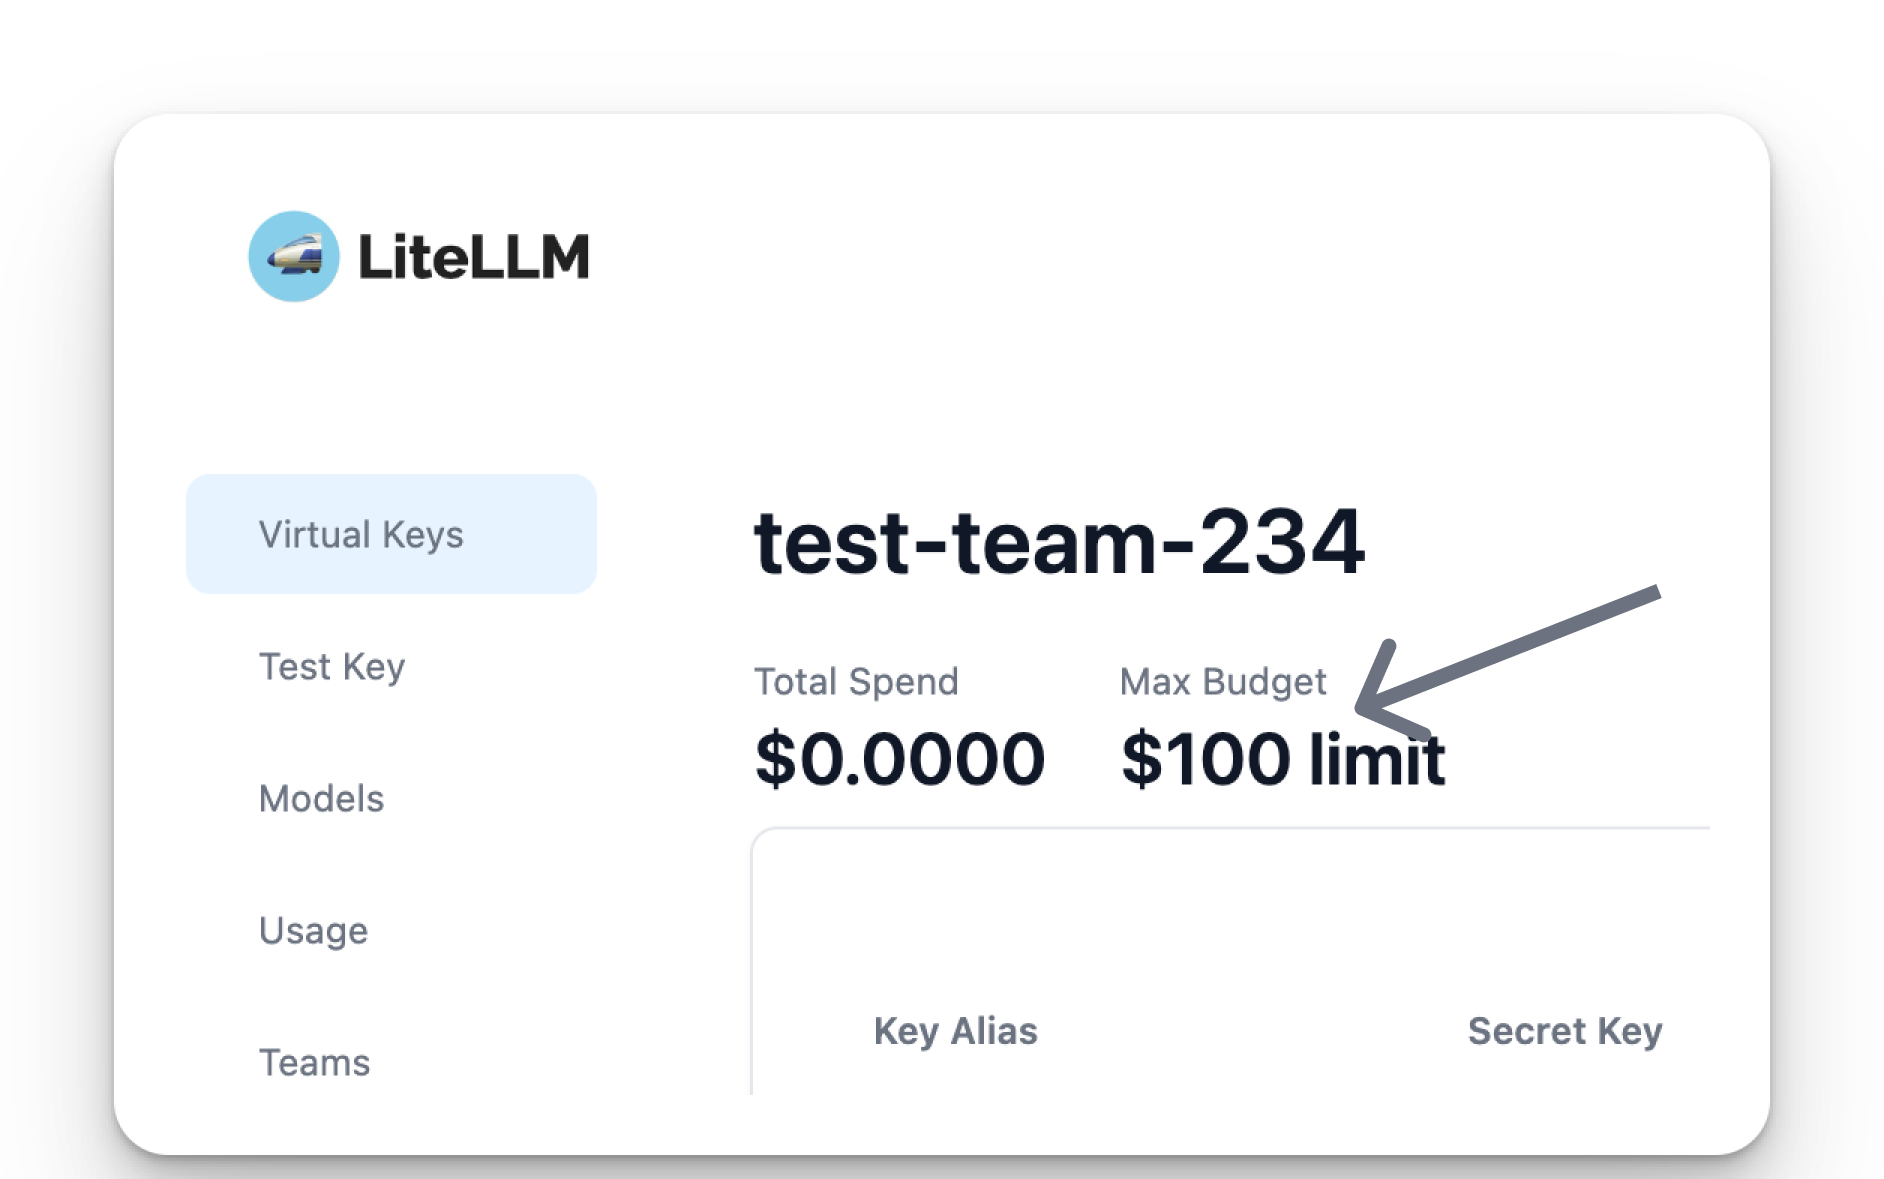 LiteLLM
Virtual Keys
Test Key
Models
Usage
Teams
test-team-234
Total Spend
$0.0000
Max Budget
$100 limit
Key Alias
Secret Key